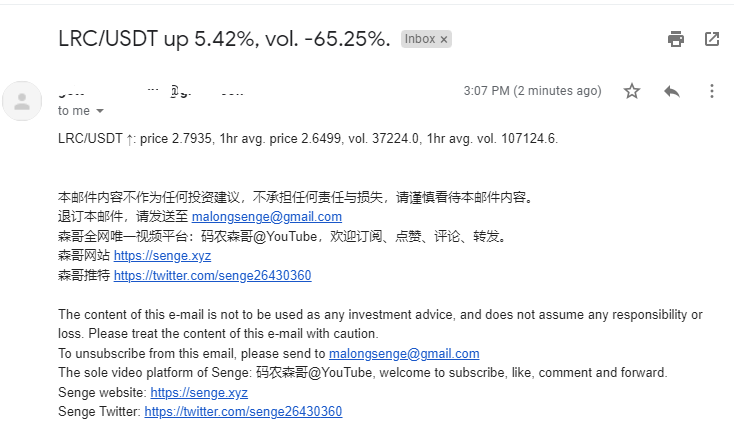 LRC/USDT up 5.42%, vol. -65.25%.
Inbox ×
3:07 PM (2 minutes ago)
to me
LRC/USDT ↑: price 2.7935, 1hr avg. price 2.6499, vol. 37224.0, 1hr avg. vol. 107124.6.
本邮件内容不作为任何投资建议，不承担任何责任与损失，请谨慎看待本邮件内容。
退订本邮件，请发送至 malongsenge@gmail.com
森哥全网唯一视频平台：码农森哥@YouTube，欢迎订阅、点赞、评论、转发。
森哥网站 https://senge.xyz
森哥推特 https://twitter.com/senge26430360
The content of this e-mail is not to be used as any investment advice, and does not assume any responsibility or
loss. Please treat the content of this e-mail with caution.
To unsubscribe from this email, please send to malongsenge@gmail.com
The sole video platform of Senge: 码农森哥@YouTube, welcome to subscribe, like, comment and forward.
Senge website: https://senge.xyz
Senge Twitter: https://twitter.com/senge26430360